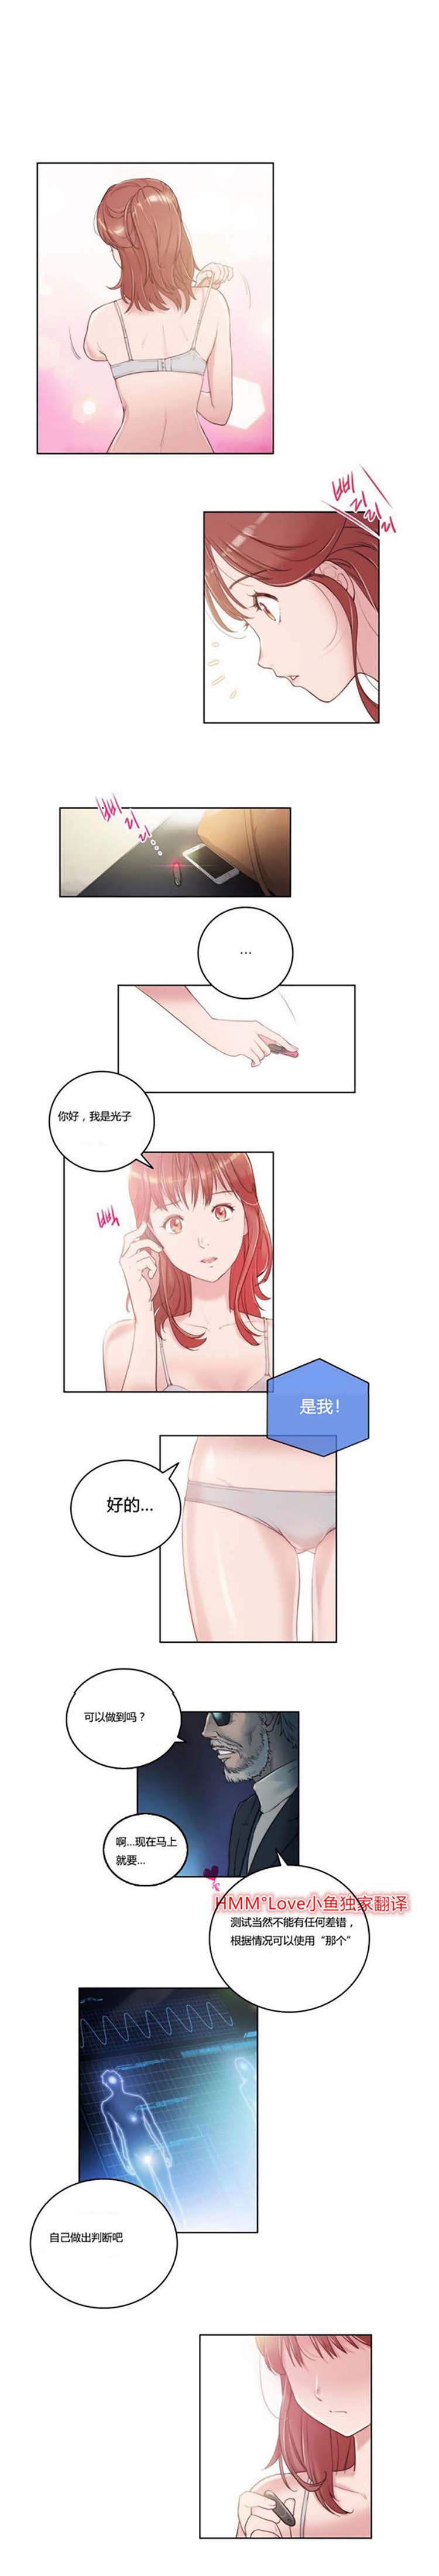 삐
리
리
삐
리
리
...
...
你好，我是光子
삑
是我！
好的...
可以做到吗？
啊...现在马上
就要...
HMM°Love小鱼独家翻译
测试当然不能有任何差错，
根据情况可以使用“那个”
自己做出判断吧